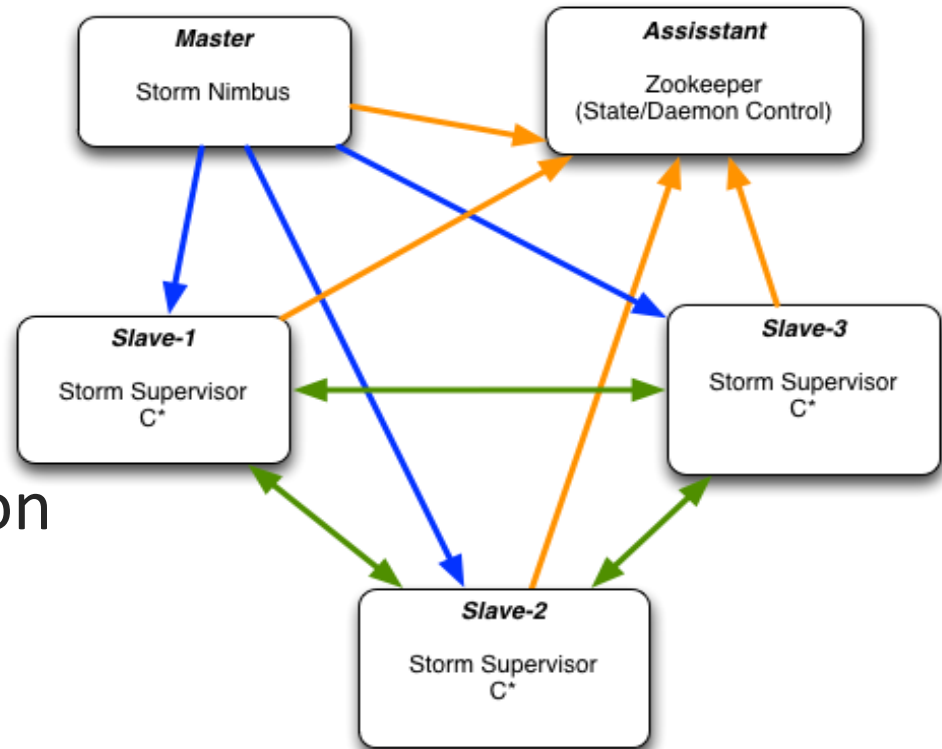 Master
Storm Nimbus
Assisstant
Zookeeper
(State/Daemon Control)
Slave-1
Storm Supervisor
C*
Slave-3
Storm Supervisor
C*
on
Slave-2
Storm Supervisor
C*